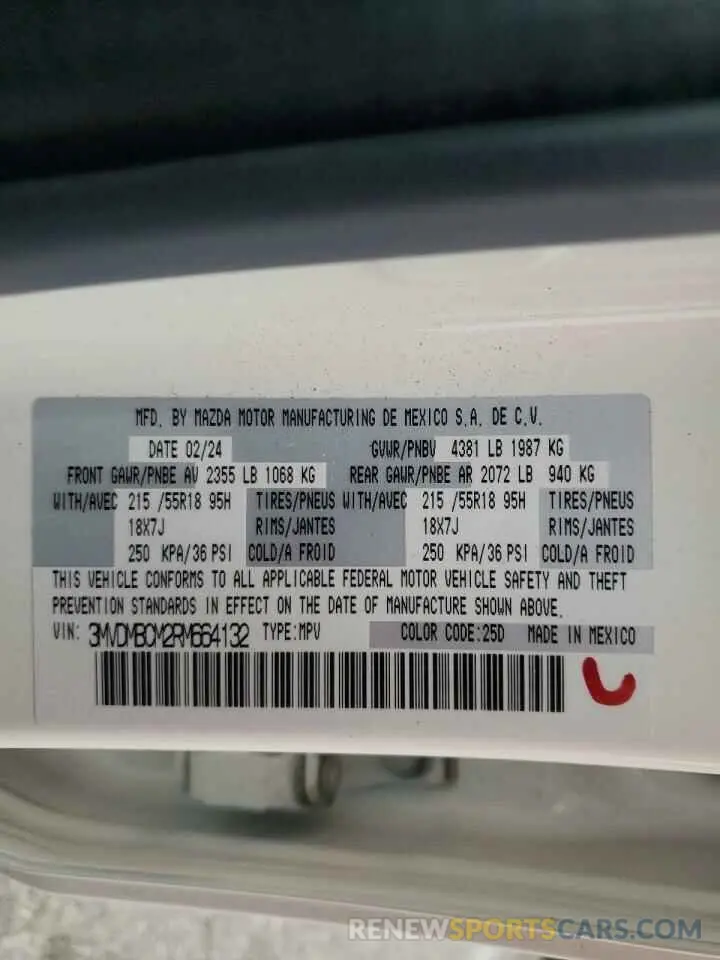 MFD. BY MAZDA MOTOR MANUFACTURING DE MEXICO S.A. DE C.V.
DATE 02/24 GVWR/PNBV 4381 LB 1987 KG
FRONT GAWR/PNBE AV 2355 LB 1068 KG REAR GAWR/PNBE AR 2072 LB 940 KG
WITH/AVEC 215 /55R18 95H TIRES/PNEUS WITH/AVEC 215 /55R18 95H TIRES/PNEUS
18X7J RIMS/JANTES 18X7J RIMS/JANTES
250 KPA/36 PSI COLD/A FROID 250 KPA/36 PSI COLD/A FROID
THIS VEHICLE CONFORMS TO ALL APPLICABLE FEDERAL MOTOR VEHICLE SAFETY AND THEFT
PREVENTION STANDARDS IN EFFECT ON THE DATE OF MANUFACTURE SHOWN ABOVE.
VIN: 3MVDMBCM2RM664132 TYPE:MPV COLOR CODE:25D MADE IN MEXICO
RENEWSPORTSCARS.COM